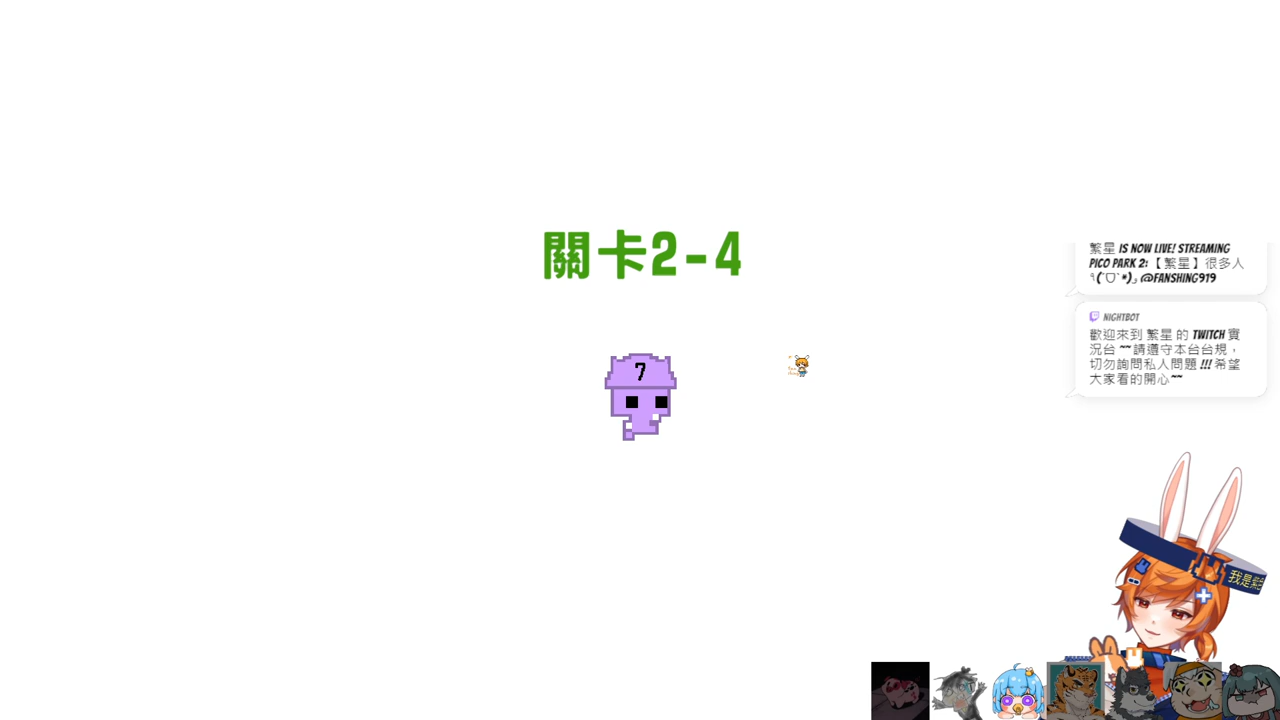 關卡2-4
7
繁星 IS NOW LIVE! STREAMING
PICO PARK 2:【繁星】很多人
@FANSHING919
NIGHTBOT
歡迎來到 繁星 的 TWITCH 實
況台 ~~ 請遵守本台台規，
切勿詢問私人問題 !!! 希望
大家看的開心~~
我是